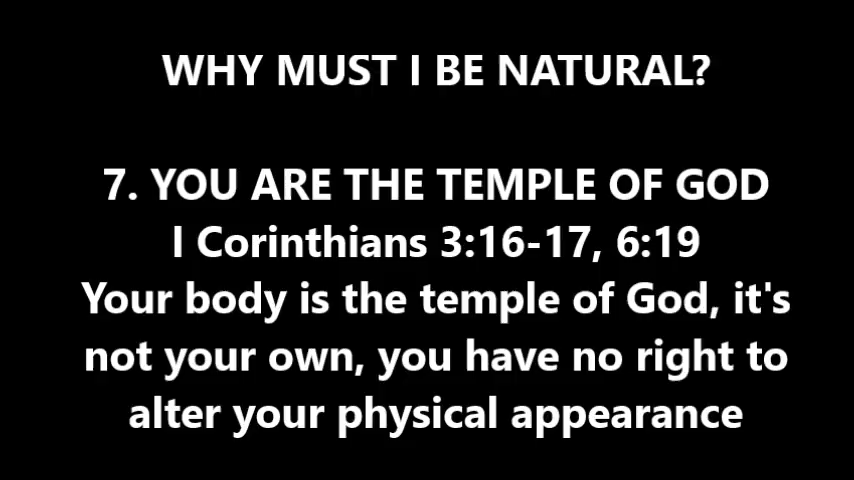 WHY MUST I BE NATURAL?
7. YOU ARE THE TEMPLE OF GOD
I Corinthians 3:16-17, 6:19
Your body is the temple of God, it's
not your own, you have no right to
alter your physical appearance